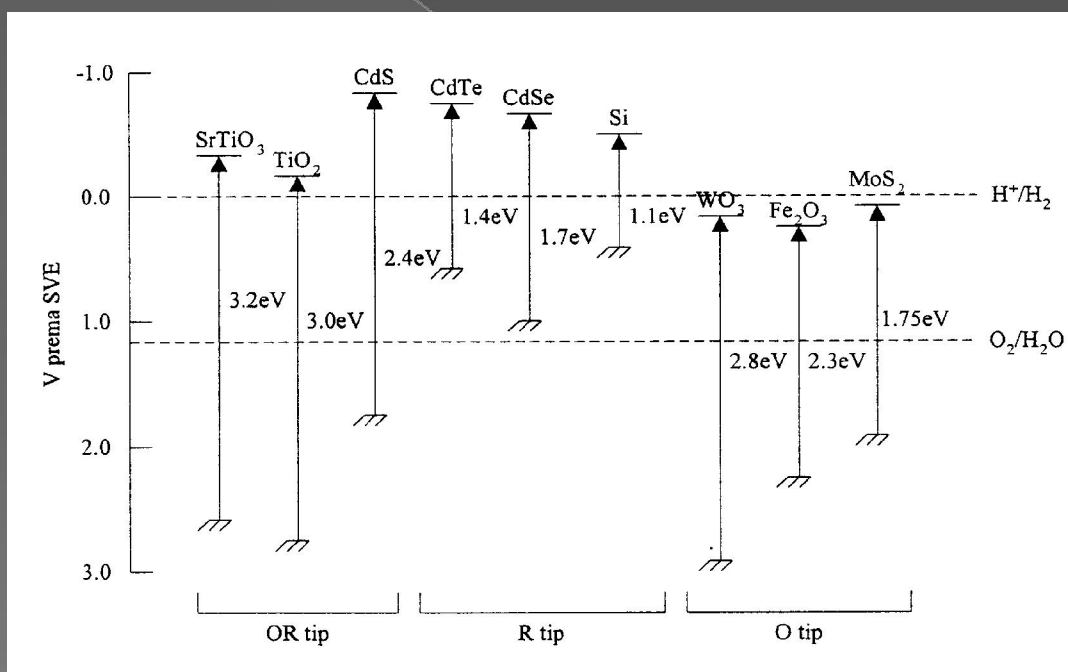 -1.0
CdS
CdTe
CdSe
Si
SrTiO₃
TiO₂
MoS₂
0.0
H⁺/H₂
WO₃
Fe₂O₃
1.4eV
1.1eV
1.7eV
2.4eV
3.2eV
3.0eV
1.75eV
V prema SVE
1.0
O₂/H₂O
2.8eV
2.3eV
2.0
3.0
OR tip
R tip
O tip